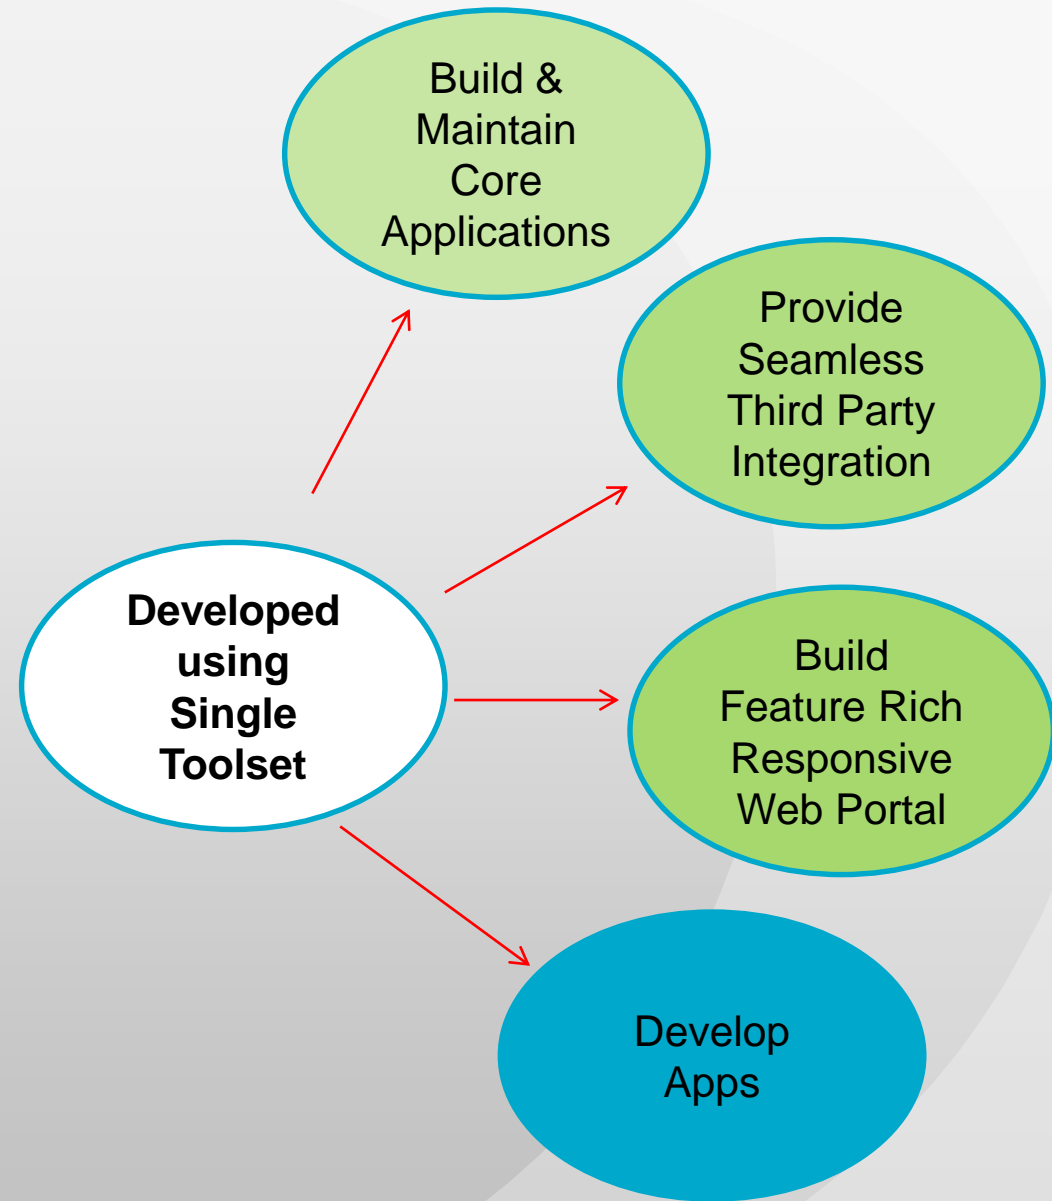 Build &
Maintain
Core
Applications
Provide
Seamless
Third Party
Integration
Developed
using
Single
Toolset
Build
Feature Rich
Responsive
Web Portal
Develop
Apps